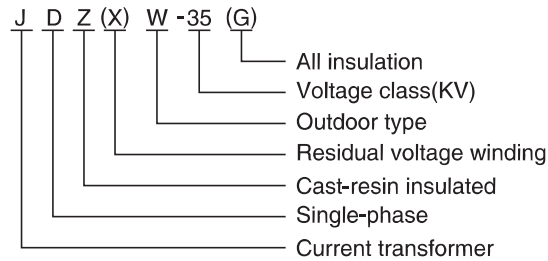 J D Z (X) W -35 (G)
All insulation
Voltage class(KV)
Outdoor type
Residual voltage winding
Cast-resin insulated
Single-phase
Current transformer